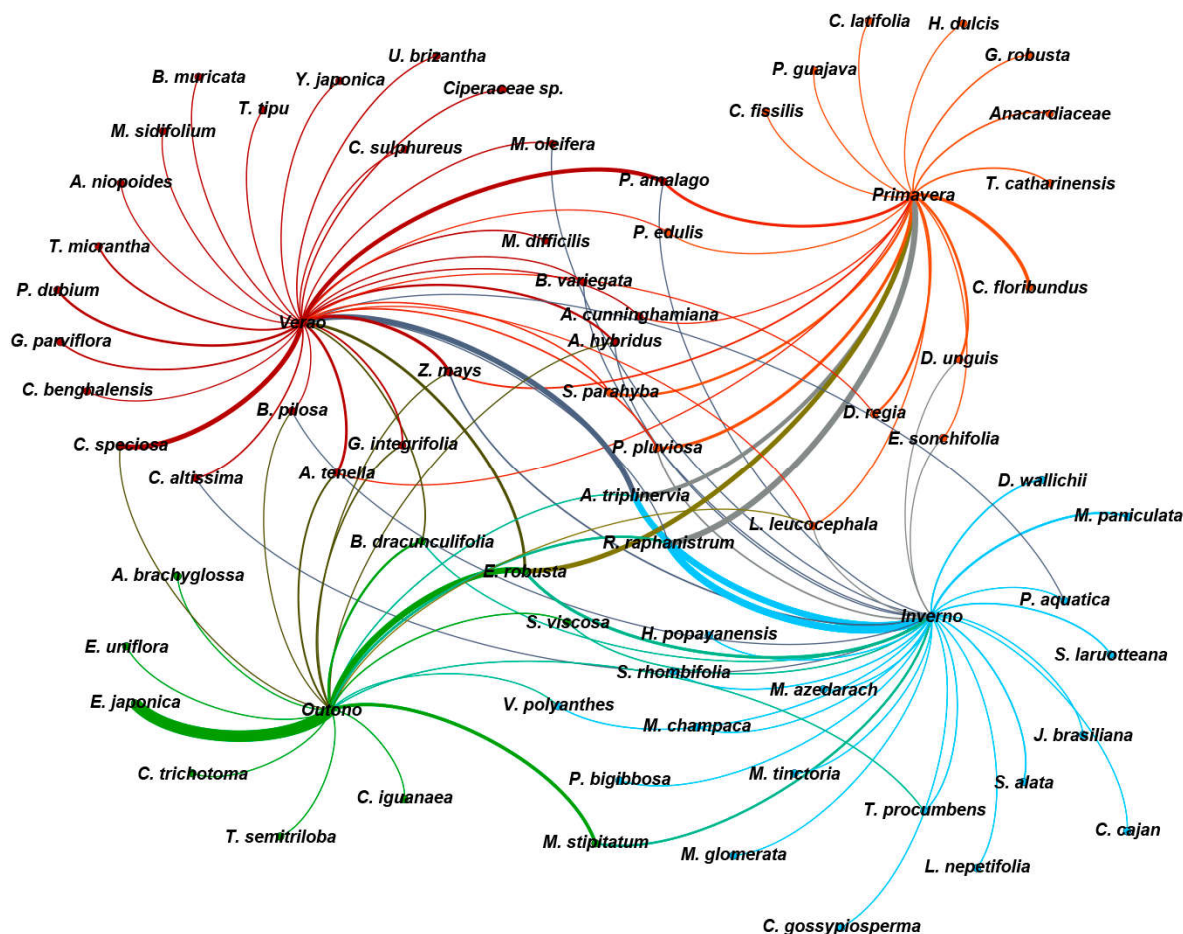 C. latifolia
H. dulcis
U. brizantha
G. robusta
B. muricata
Y. japonica
P. guajava
Ciperaceae sp.
T. tipu
C. fissilis
Anacardiaceae
M. sidifolium
C. sulphureus
M. oleifera
A. niopoides
P. amalago
T. catharinensis
Primavera
P. edulis
T. micrantha
M. difficilis
B. variegata
P. dubium
C. floribundus
A. cunninghamiana
Verao
G. parviflora
A. hybridus
D. unguis
Z. mays
C. benghalensis
S. parahyba
B. pilosa
D. regia
C. speciosa
G. integrifolia
P. pluviosa
E. sonchifolia
C. altissima
A. tenella
D. wallichii
A. triplinervia
M. paniculata
L. leucocephala
B. dracunculifolia
R. raphanistrum
E. robusta
A. brachyglossa
P. aquatica
Inverno
S. viscosa
H. popayanensis
E. uniflora
S. laruotteana
S. rhombifolia
M. azedarach
E. japonica
Outono
V. polyanthes
M. champaca
J. brasiliana
C. trichotoma
P. bigibbosa
M. tinctoria
S. alata
C. iguanaea
T. procumbens
C. cajan
T. semitriloba
M. stipitatum
M. glomerata
L. nepetifolia
C. gossypiosperma